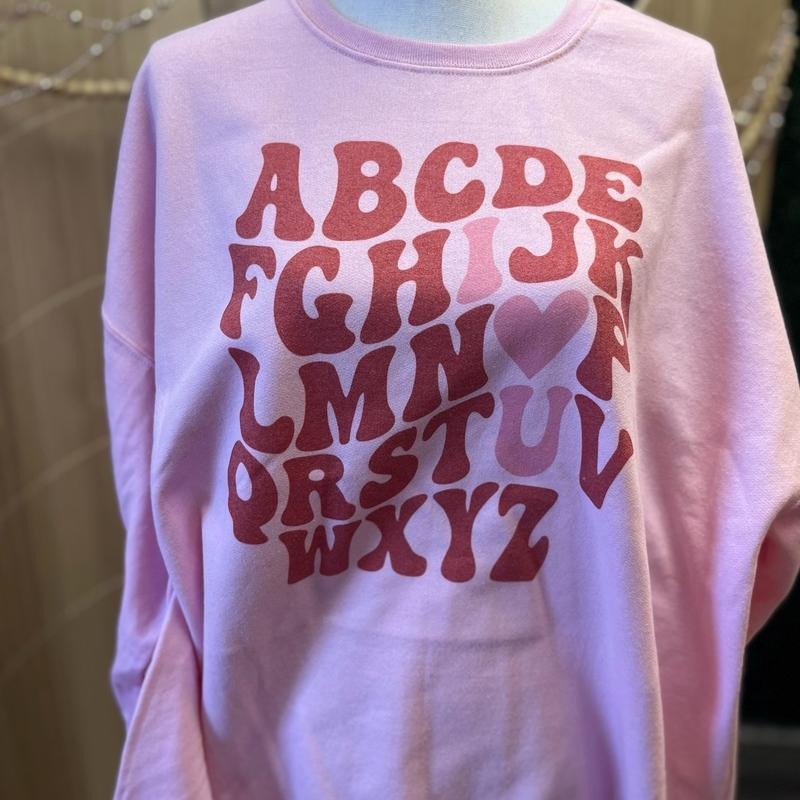 ABCDE
FGHIJK
LMN♥P
QRSTUV
WXYZ